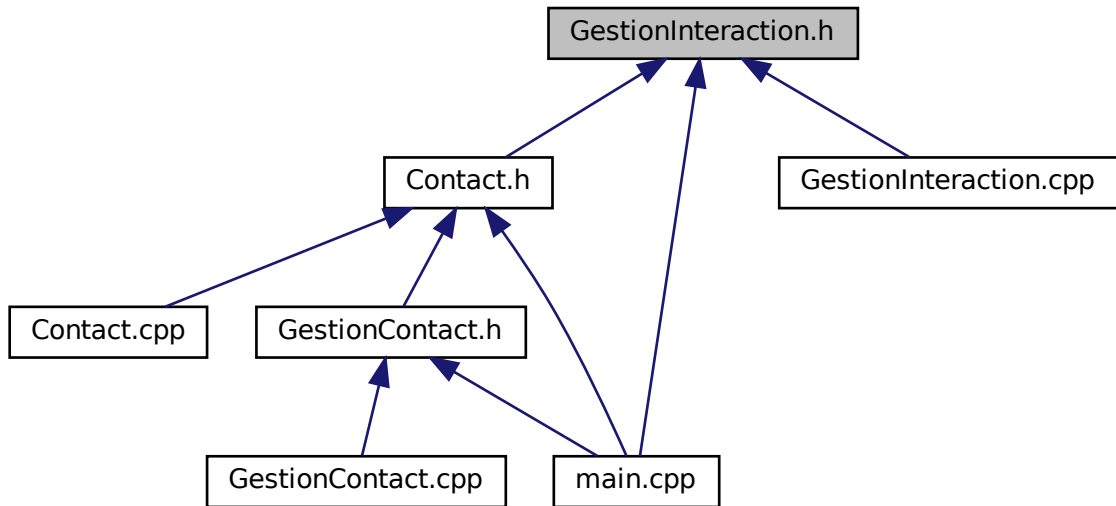 GestionInteraction.h
Contact.h
GestionInteraction.cpp
Contact.cpp
GestionContact.h
GestionContact.cpp
main.cpp